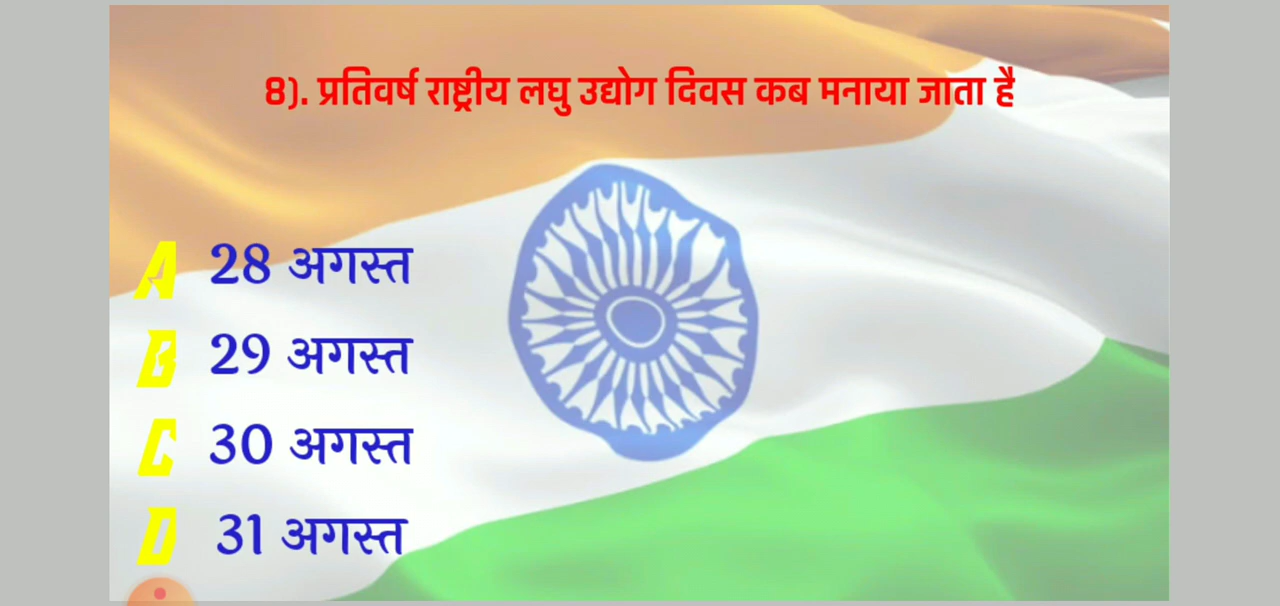 8). प्रतिवर्ष राष्ट्रीय लघु उद्योग दिवस कब मनाया जाता है
A 28 अगस्त
B 29 अगस्त
C 30 अगस्त
D 31 अगस्त